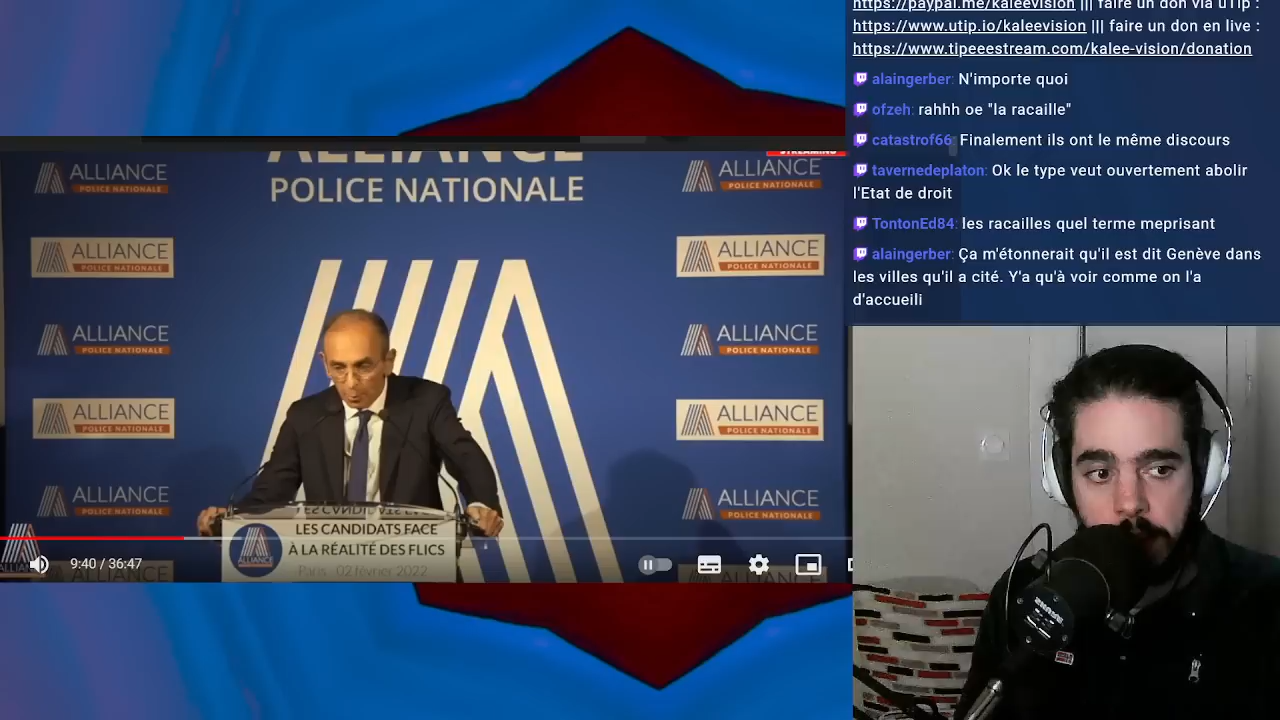 https://paypal.me/kaleevision ||| faire un don via uTip :
https://www.utip.io/kaleevision ||| faire un don en live :
https://www.tipeeestream.com/kalee-vision/donation
alaingerber: N'importe quoi
ofzeh: rahhh oe "la racaille"
catastrof66: Finalement ils ont le même discours
tavernedeplaton: Ok le type veut ouvertement abolir
l'Etat de droit
TontonEd84: les racailles quel terme meprisant
alaingerber: Ça m'étonnerait qu'il est dit Genève dans
les villes qu'il a cité. Y'a qu'à voir comme on l'a
d'accueili
STREAMING
ALLIANCE
POLICE NATIONALE
ALLIANCE
POLICE NATIONALE
ALLIANCE
POLICE NATIONALE
ALLIANCE
POLICE NATIONALE
ALLIANCE
POLICE NATIONALE
ALLIANCE
POLICE NATIONALE
ALLIANCE
POLICE NATIONALE
ALLIANCE
POLICE NATIONALE
ALLIANCE
POLICE NATIONALE
ALLIANCE
POLICE NATIONALE
ALLIANCE
POLICE NATIONALE
ALLIANCE
LES CANDIDATS FACE
À LA RÉALITÉ DES FLICS
Paris - 02 février 2022
9:40 / 36:47